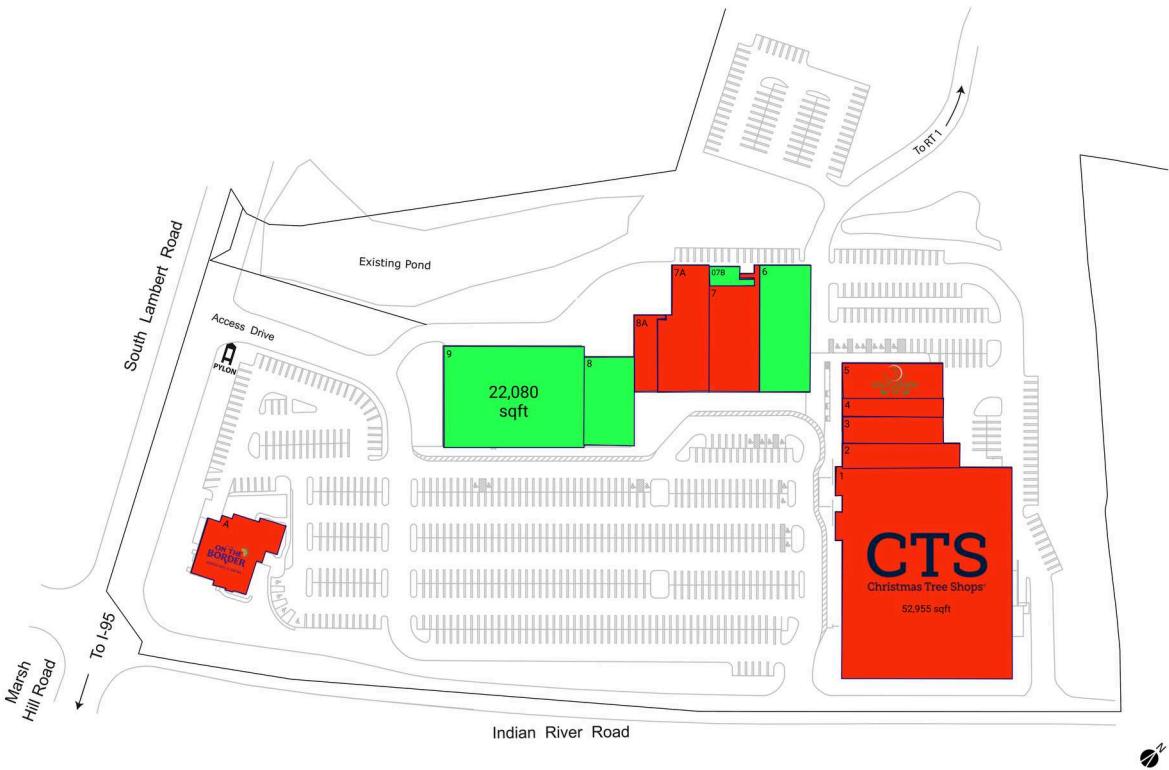 To RT 1
South Lambert Road
Existing Pond
Access Drive
PYLON
7A
07B
6
7
8A
9
8
22,080
sqft
5
4
3
2
1
A
ON THE
BORDER
CTS
Christmas Tree Shops
52,955 sqft
To I-95
Marsh
Hill Road
Indian River Road
N